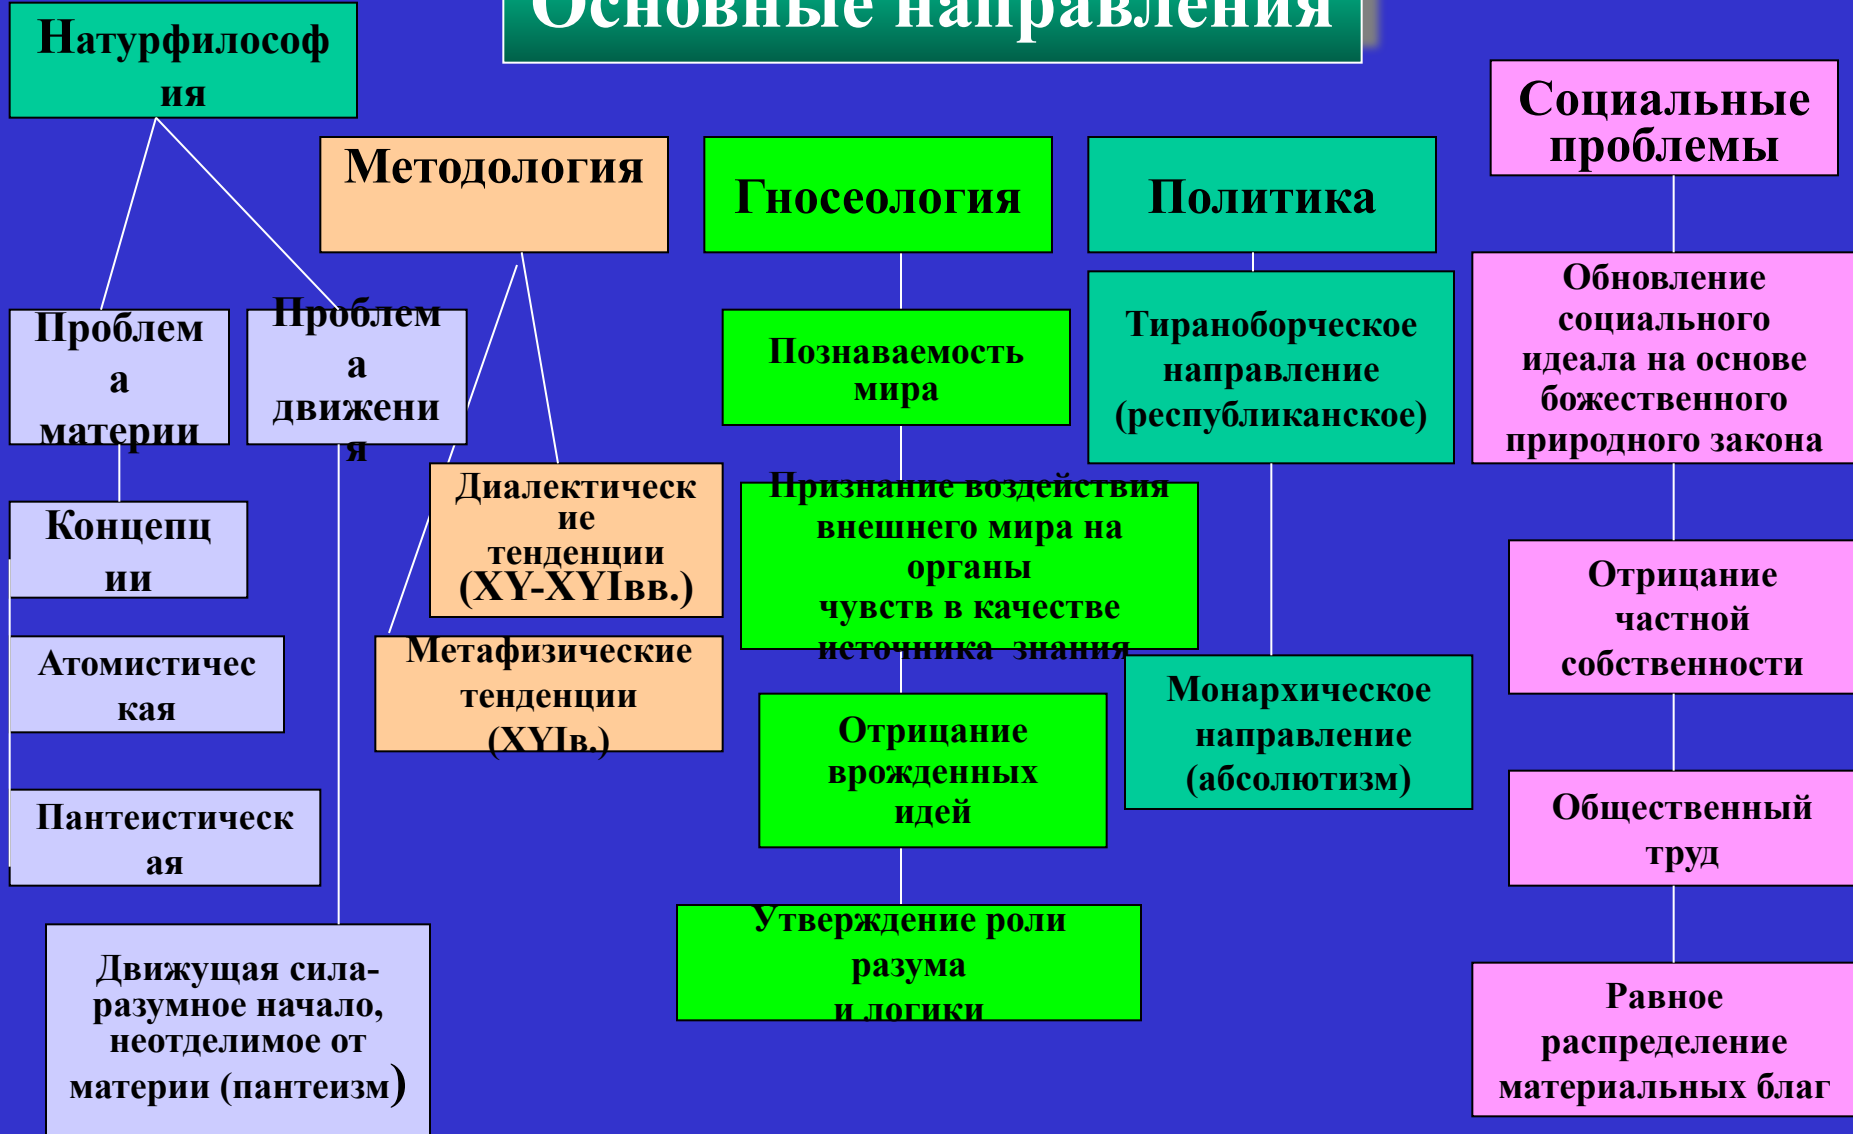 Основные направления
Натурфилософ
ия
Проблем
а
материи
Концепц
ии
Атомистичес
кая
Пантеистическ
ая
Проблем
а
движени
я
Движущая сила-
разумное начало,
неотделимое от
материи (пантеизм)
Методология
Диалектическ
ие
тенденции
(XY-XYIвв.)
Метафизические
тенденции
(XYIв.)
Гносеология
Познаваемость
мира
Признание воздействия
внешнего мира на
органы
чувств в качестве
источника знания
Отрицание
врожденных
идей
Утверждение роли
разума
и логики
Политика
Тираноборческое
направление
(республиканское)
Монархическое
направление
(абсолютизм)
Социальные
проблемы
Обновление
социального
идеала на основе
божественного
природного закона
Отрицание
частной
собственности
Общественный
труд
Равное
распределение
материальных благ